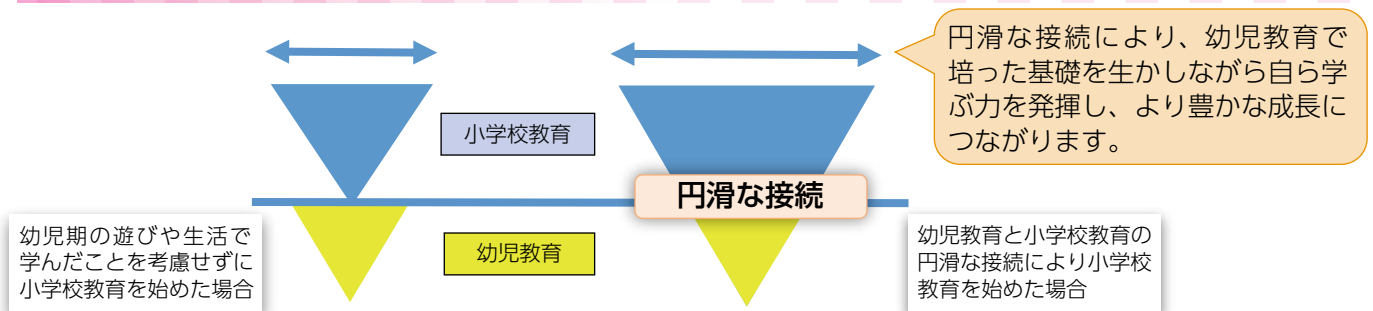 円滑な接続により、幼児教育で
培った基礎を生かしながら自ら学
ぶ力を発揮し、より豊かな成長に
つながります。
小学校教育
円滑な接続
幼児期の遊びや生活で
学んだことを考慮せずに
小学校教育を始めた場合
幼児教育
幼児教育と小学校教育の
円滑な接続により小学校
教育を始めた場合